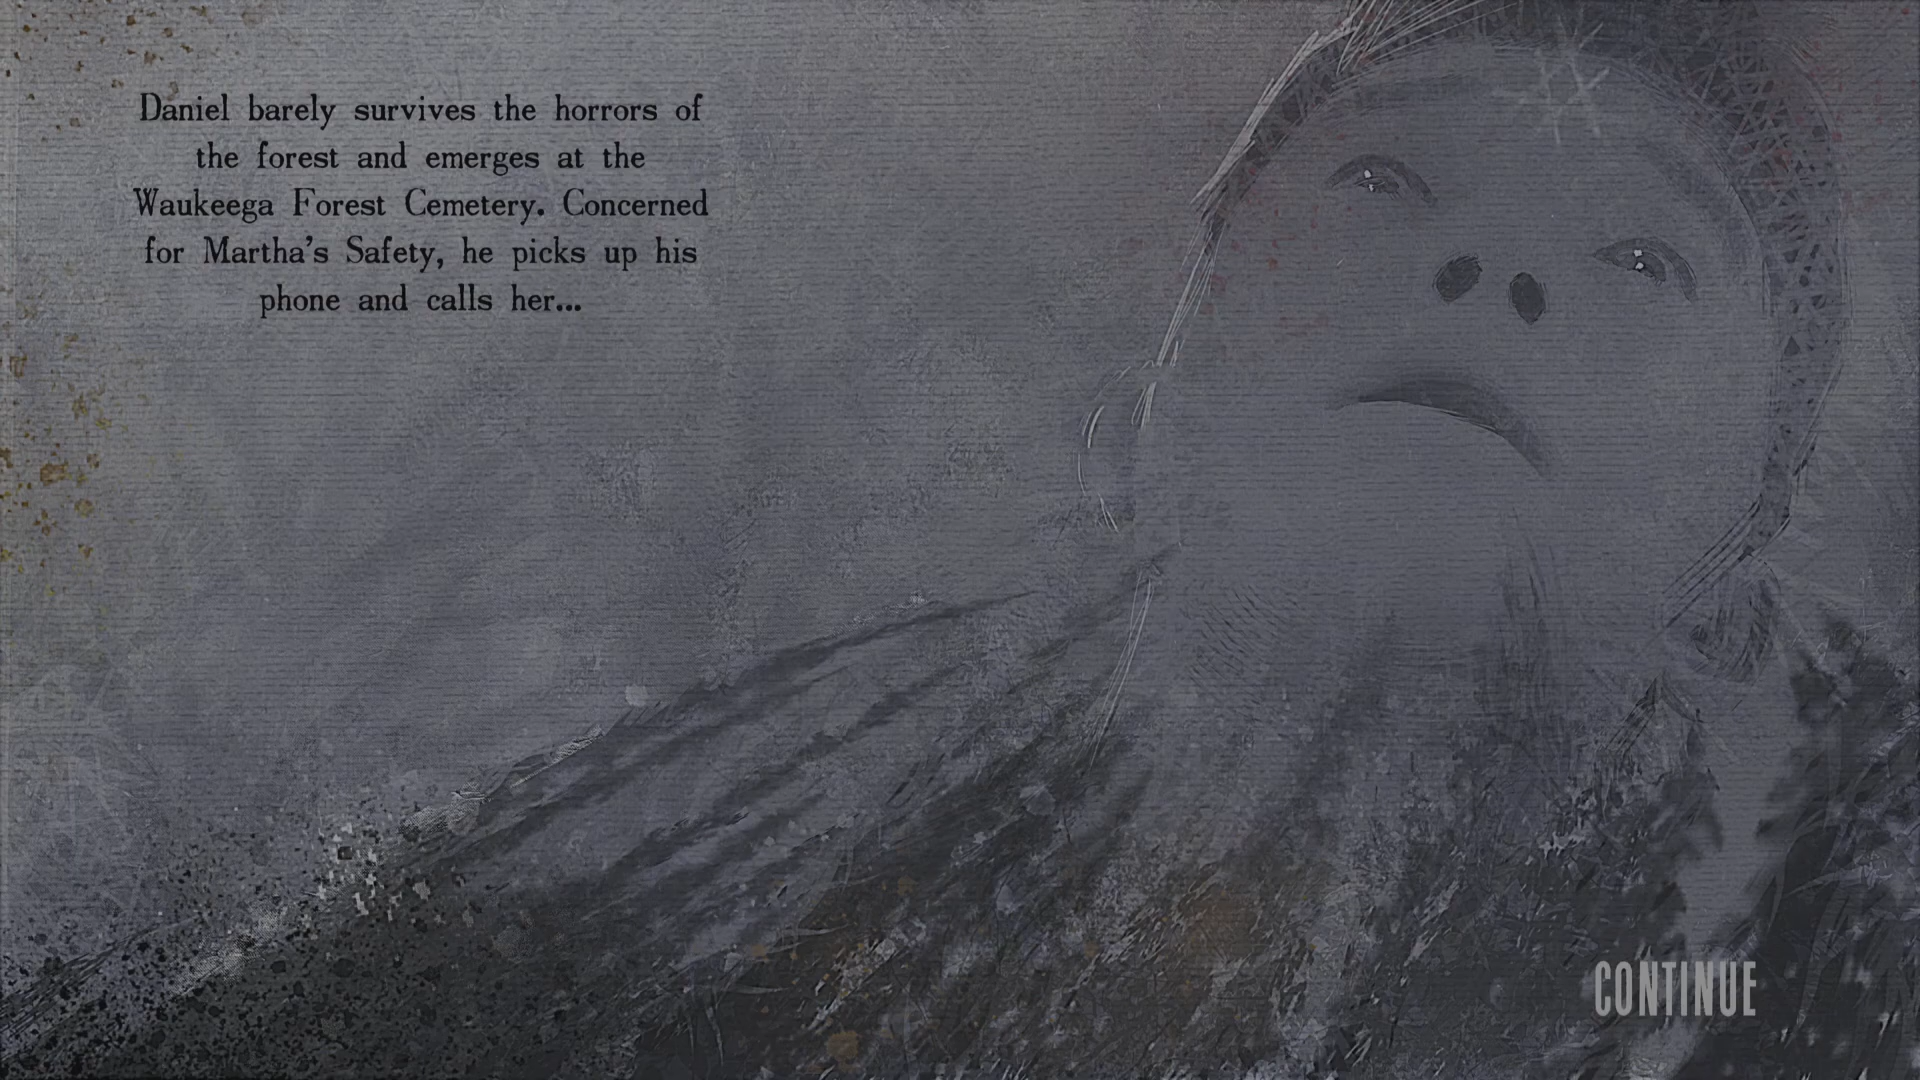 Daniel barely survives the horrors of
the forest and emerges at the
Waukeega Forest Cemetery. Concerned
for Martha's Safety, he picks up his
phone and calls her...
CONTINUE